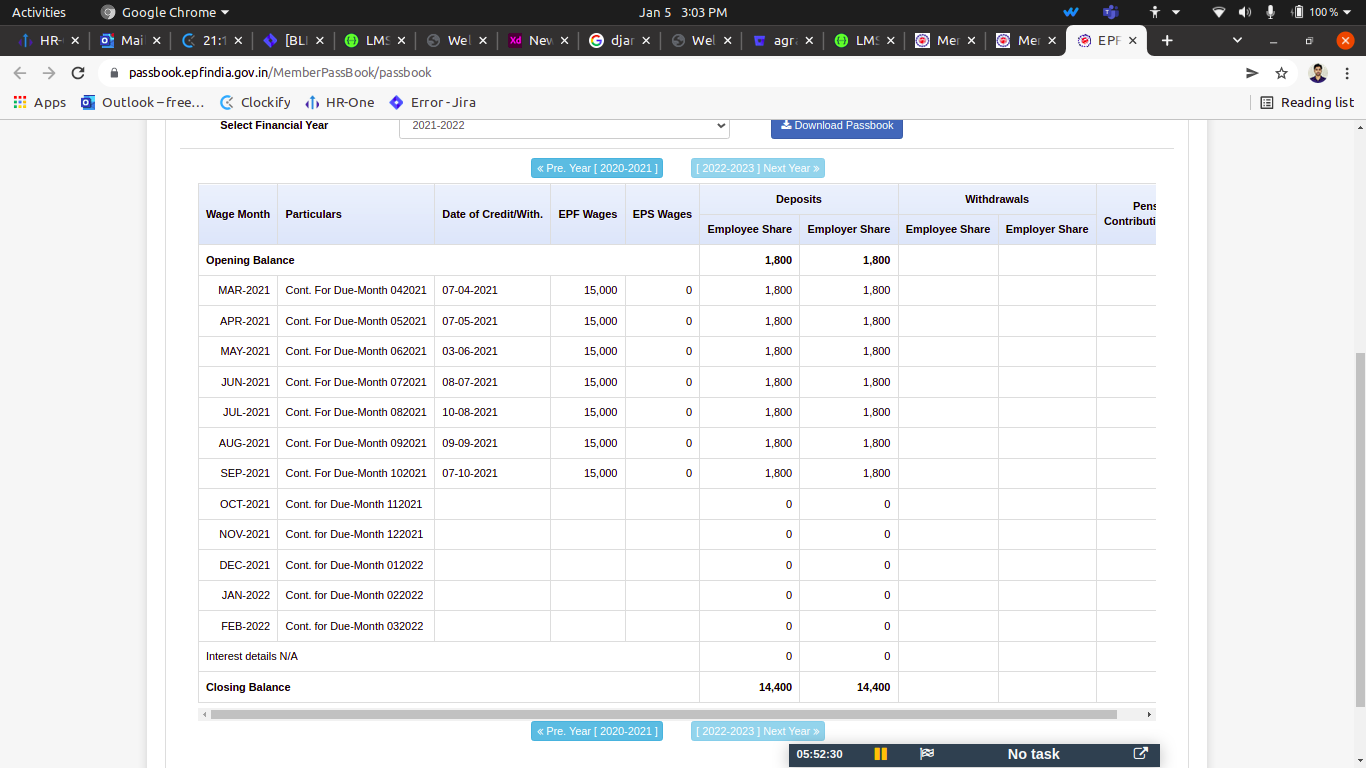 Activities Google Chrome Jan 5 3:03 PM 100 %
HR- Mai 21:1 [BLI LMS Wel Xd Nev djar Wel agra LMS Mer Mer EPF
passbook.epfindia.gov.in/MemberPassBook/passbook
Apps Outlook – free... Clockify HR-One Error - Jira Reading list
Select Financial Year 2021-2022 Download Passbook
« Pre. Year [ 2020-2021 ] [ 2022-2023 ] Next Year »
Wage Month Particulars Date of Credit/With. EPF Wages EPS Wages Deposits Withdrawals Pens
Contributi
Employee Share Employer Share Employee Share Employer Share
Opening Balance 1,800 1,800
MAR-2021 Cont. For Due-Month 042021 07-04-2021 15,000 0 1,800 1,800
APR-2021 Cont. For Due-Month 052021 07-05-2021 15,000 0 1,800 1,800
MAY-2021 Cont. For Due-Month 062021 03-06-2021 15,000 0 1,800 1,800
JUN-2021 Cont. For Due-Month 072021 08-07-2021 15,000 0 1,800 1,800
JUL-2021 Cont. For Due-Month 082021 10-08-2021 15,000 0 1,800 1,800
AUG-2021 Cont. For Due-Month 092021 09-09-2021 15,000 0 1,800 1,800
SEP-2021 Cont. For Due-Month 102021 07-10-2021 15,000 0 1,800 1,800
OCT-2021 Cont. for Due-Month 112021 0 0
NOV-2021 Cont. for Due-Month 122021 0 0
DEC-2021 Cont. for Due-Month 012022 0 0
JAN-2022 Cont. for Due-Month 022022 0 0
FEB-2022 Cont. for Due-Month 032022 0 0
Interest details N/A 0 0
Closing Balance 14,400 14,400
« Pre. Year [ 2020-2021 ] [ 2022-2023 ] Next Year »
05:52:30 No task